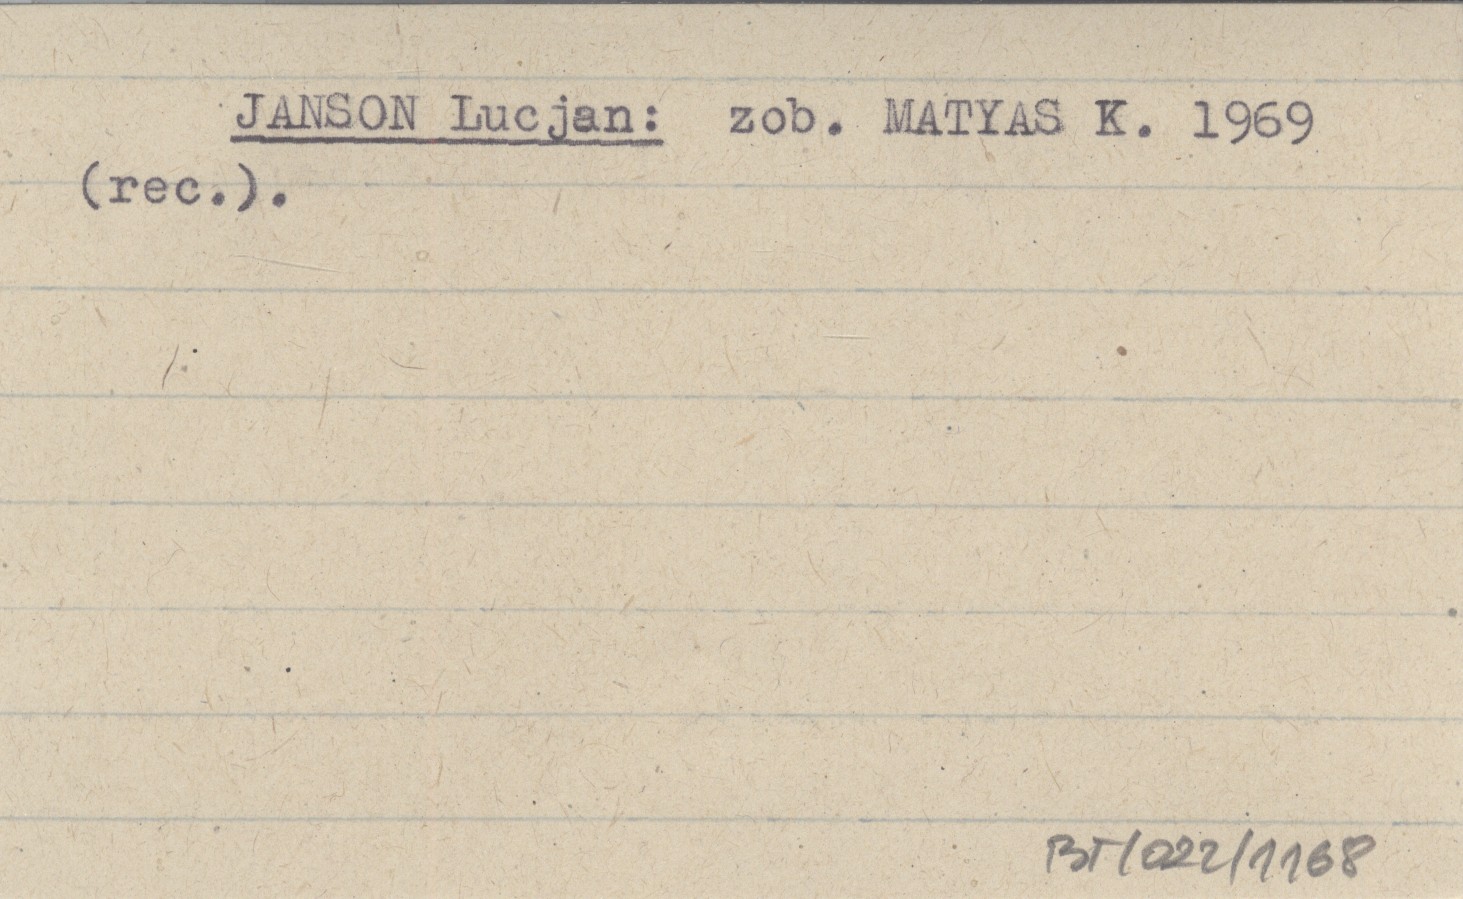 JANSON Lucjan: zob. MATYAS K. 1969
(rec.).
BT/022/1168